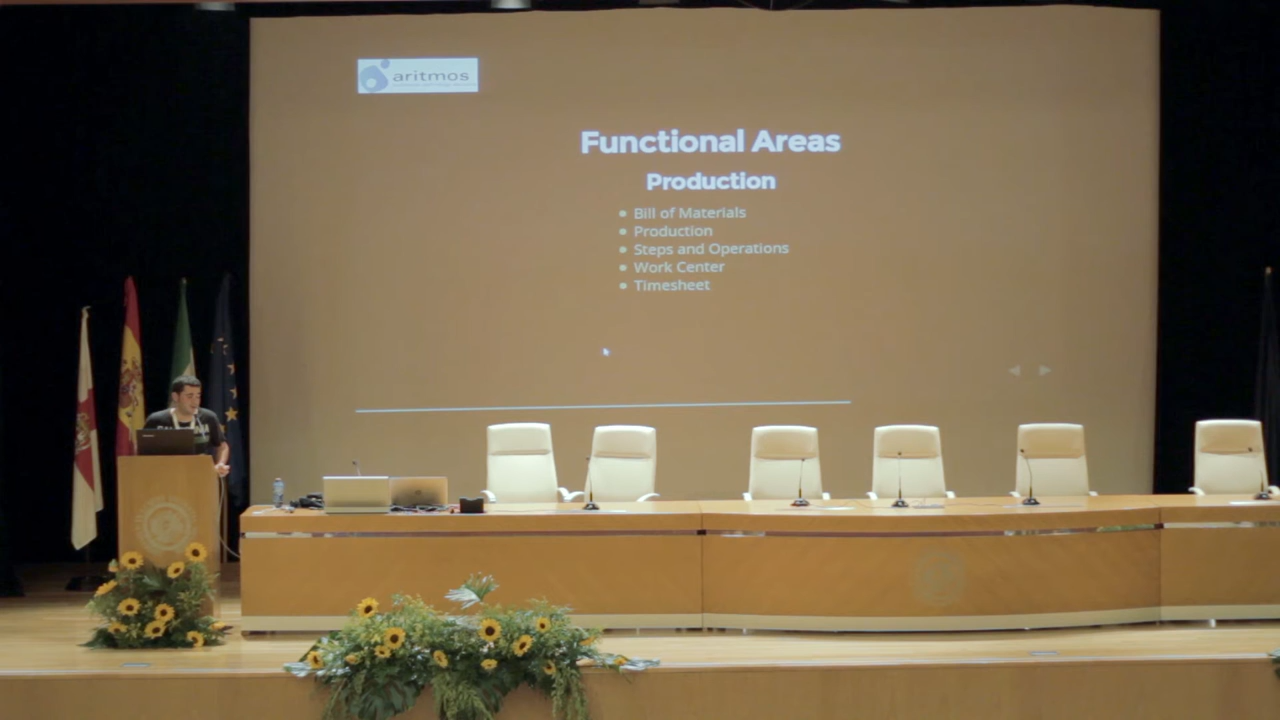 aritmos
Functional Areas
Production
• Bill of Materials
• Production
• Steps and Operations
• Work Center
• Timesheet